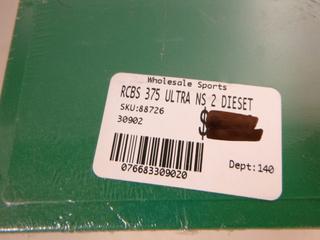 Wholesale Sports
RCBS 375 ULTRA NS 2 DIESET
SKU:88726
30902
$
076683309020
Dept:140